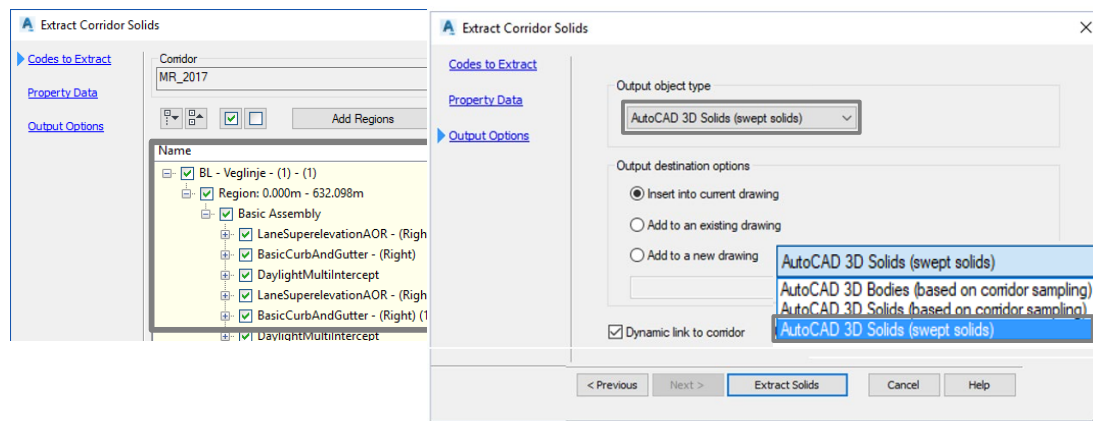 Extract Corridor Solids
Codes to Extract
Property Data
Output Options
Corridor
MR_2017
Add Regions
Name
BL - Veglinje - (1) - (1)
Region: 0.000m - 632.098m
Basic Assembly
LaneSuperelevationAOR - (Righ
BasicCurbAndGutter - (Right)
DaylightMultiIntercept
LaneSuperelevationAOR - (Righ
BasicCurbAndGutter - (Right) (1
DaylightMultiIntercept
Extract Corridor Solids
Codes to Extract
Property Data
Output Options
Output object type
AutoCAD 3D Solids (swept solids)
Output destination options
Insert into current drawing
Add to an existing drawing
Add to a new drawing
AutoCAD 3D Solids (swept solids)
AutoCAD 3D Bodies (based on corridor sampling)
AutoCAD 3D Solids (based on corridor sampling)
AutoCAD 3D Solids (swept solids)
Dynamic link to corridor
< Previous
Next >
Extract Solids
Cancel
Help